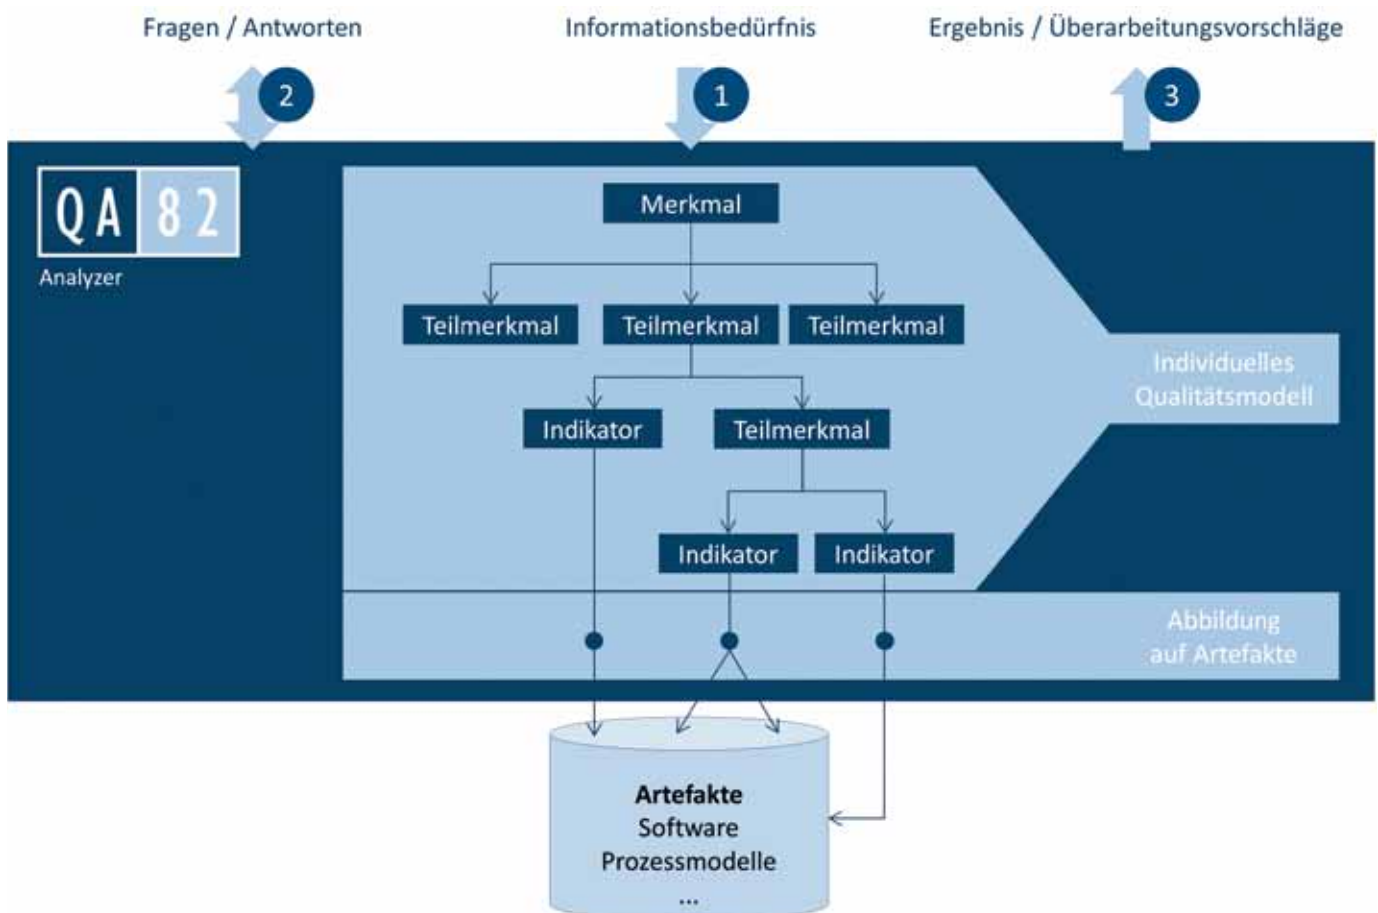 Fragen / Antworten
Informationsbedürfnis
Ergebnis / Überarbeitungsvorschläge
2
1
3
QA 82
Analyzer
Merkmal
Teilmerkmal
Teilmerkmal
Teilmerkmal
Individuelles
Qualitätsmodell
Indikator
Teilmerkmal
Indikator
Indikator
Abbildung
auf Artefakte
Artefakte
Software
Prozessmodelle
...